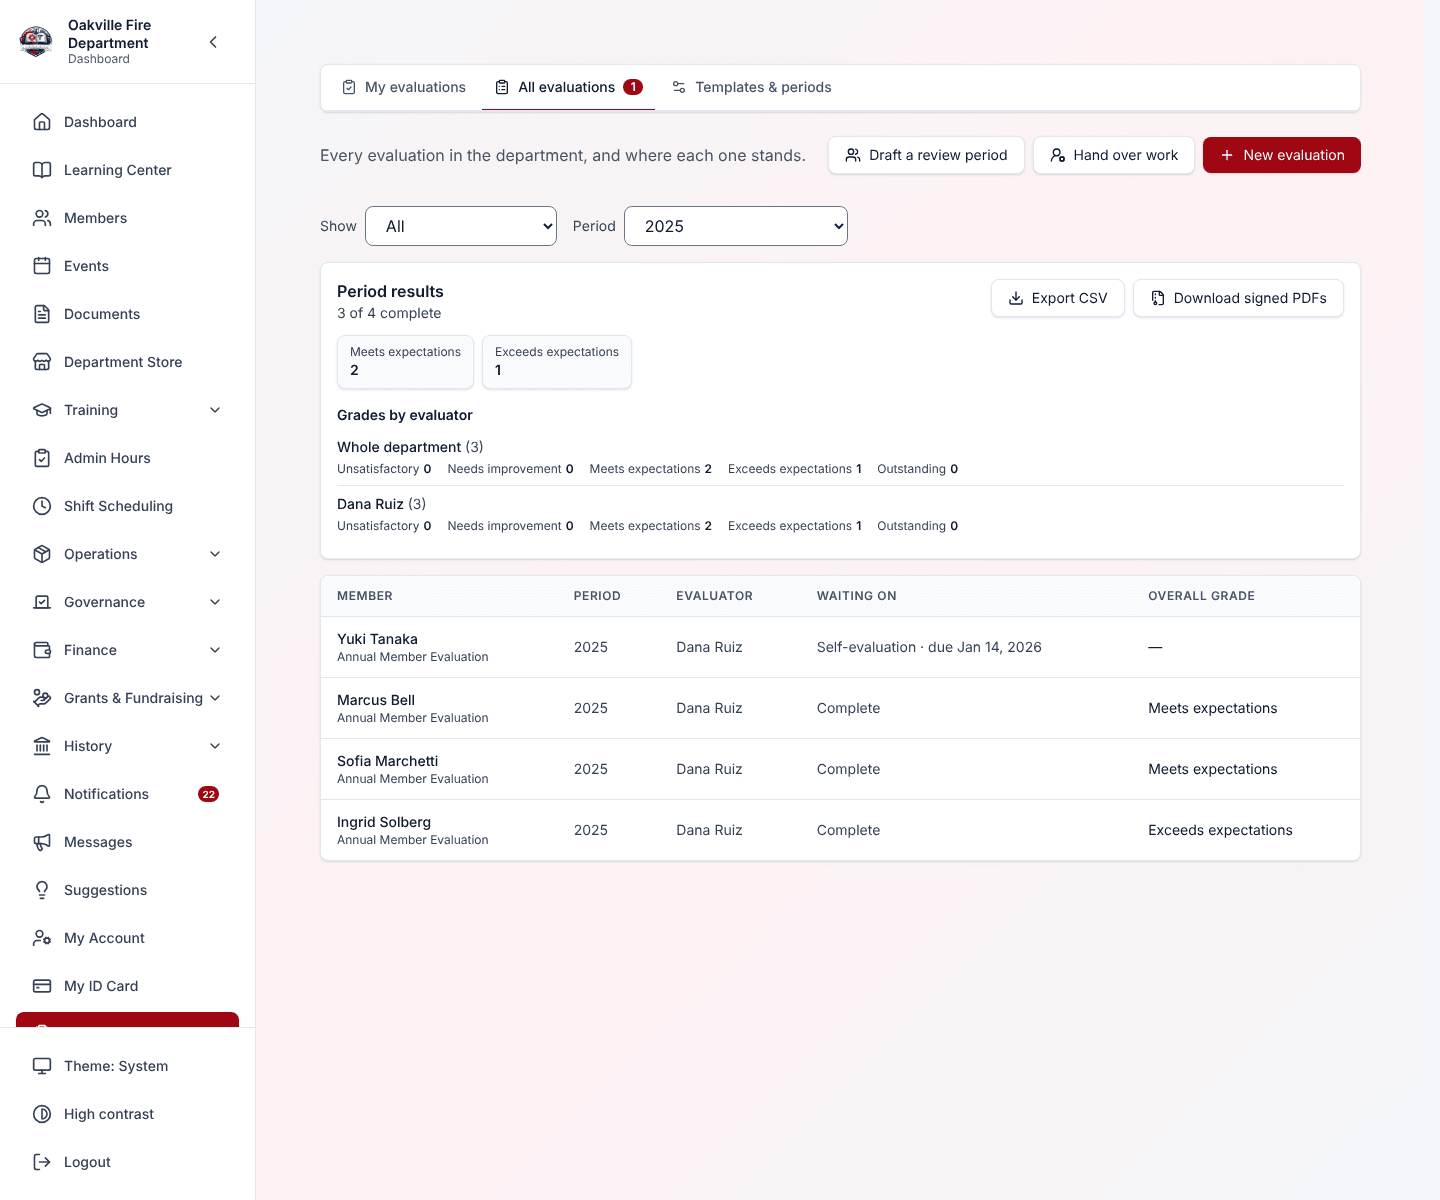 Oakville Fire
Department
Dashboard
Dashboard
Learning Center
Members
Events
Documents
Department Store
Training
Admin Hours
Shift Scheduling
Operations
Governance
Finance
Grants & Fundraising
History
Notifications 22
Messages
Suggestions
My Account
My ID Card
Theme: System
High contrast
Logout
My evaluations All evaluations 1 Templates & periods
Every evaluation in the department, and where each one stands. Draft a review period Hand over work New evaluation
Show All Period 2025
Period results
3 of 4 complete
Export CSV Download signed PDFs
Meets expectations Exceeds expectations
2 1
Grades by evaluator
Whole department (3)
Unsatisfactory 0 Needs improvement 0 Meets expectations 2 Exceeds expectations 1 Outstanding 0
Dana Ruiz (3)
Unsatisfactory 0 Needs improvement 0 Meets expectations 2 Exceeds expectations 1 Outstanding 0
MEMBER PERIOD EVALUATOR WAITING ON OVERALL GRADE
Yuki Tanaka
Annual Member Evaluation 2025 Dana Ruiz Self-evaluation · due Jan 14, 2026 —
Marcus Bell
Annual Member Evaluation 2025 Dana Ruiz Complete Meets expectations
Sofia Marchetti
Annual Member Evaluation 2025 Dana Ruiz Complete Meets expectations
Ingrid Solberg
Annual Member Evaluation 2025 Dana Ruiz Complete Exceeds expectations